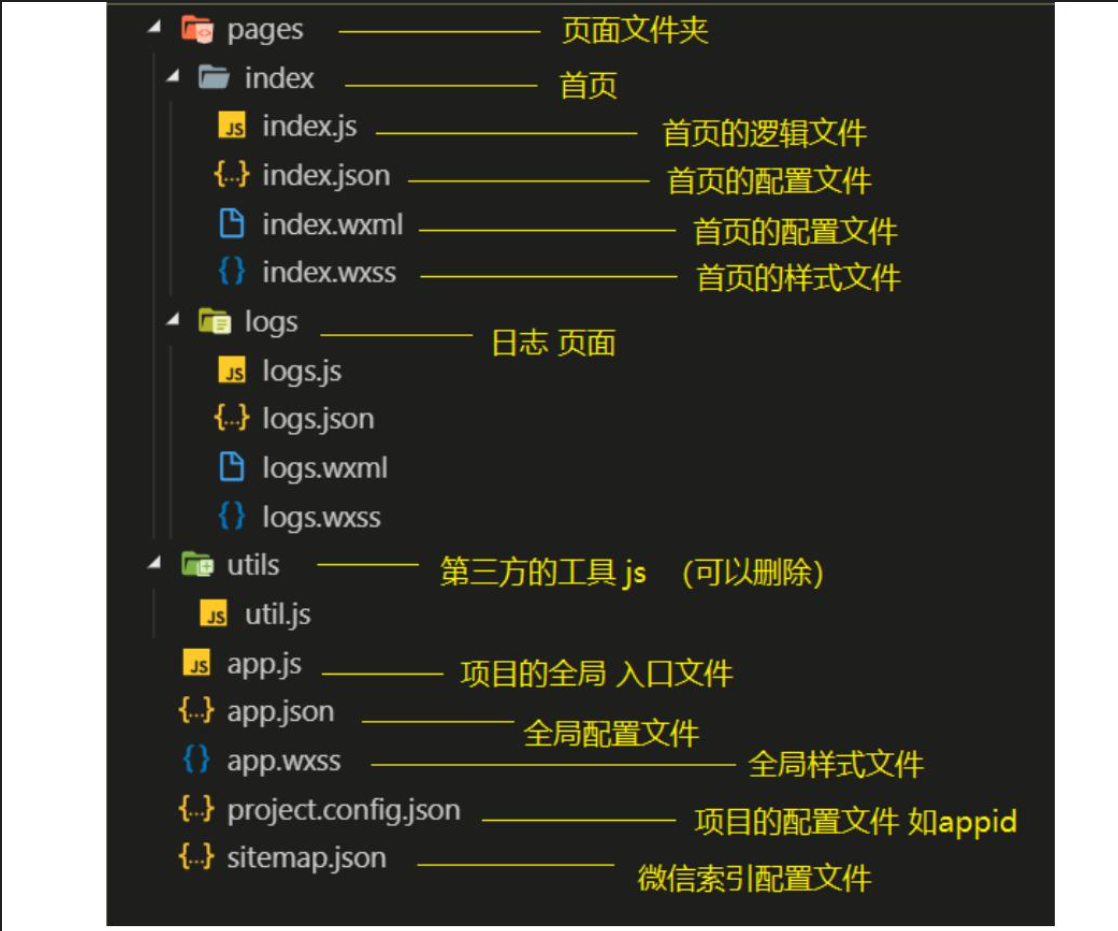 pages 页面文件夹
index 首页
JS index.js 首页的逻辑文件
{...} index.json 首页的配置文件
index.wxml 首页的配置文件
{} index.wxss 首页的样式文件
logs 日志 页面
JS logs.js
{...} logs.json
logs.wxml
{} logs.wxss
utils 第三方的工具 js (可以删除)
JS util.js
JS app.js 项目的全局 入口文件
{...} app.json 全局配置文件
{} app.wxss 全局样式文件
{...} project.config.json 项目的配置文件 如appid
{...} sitemap.json 微信索引配置文件